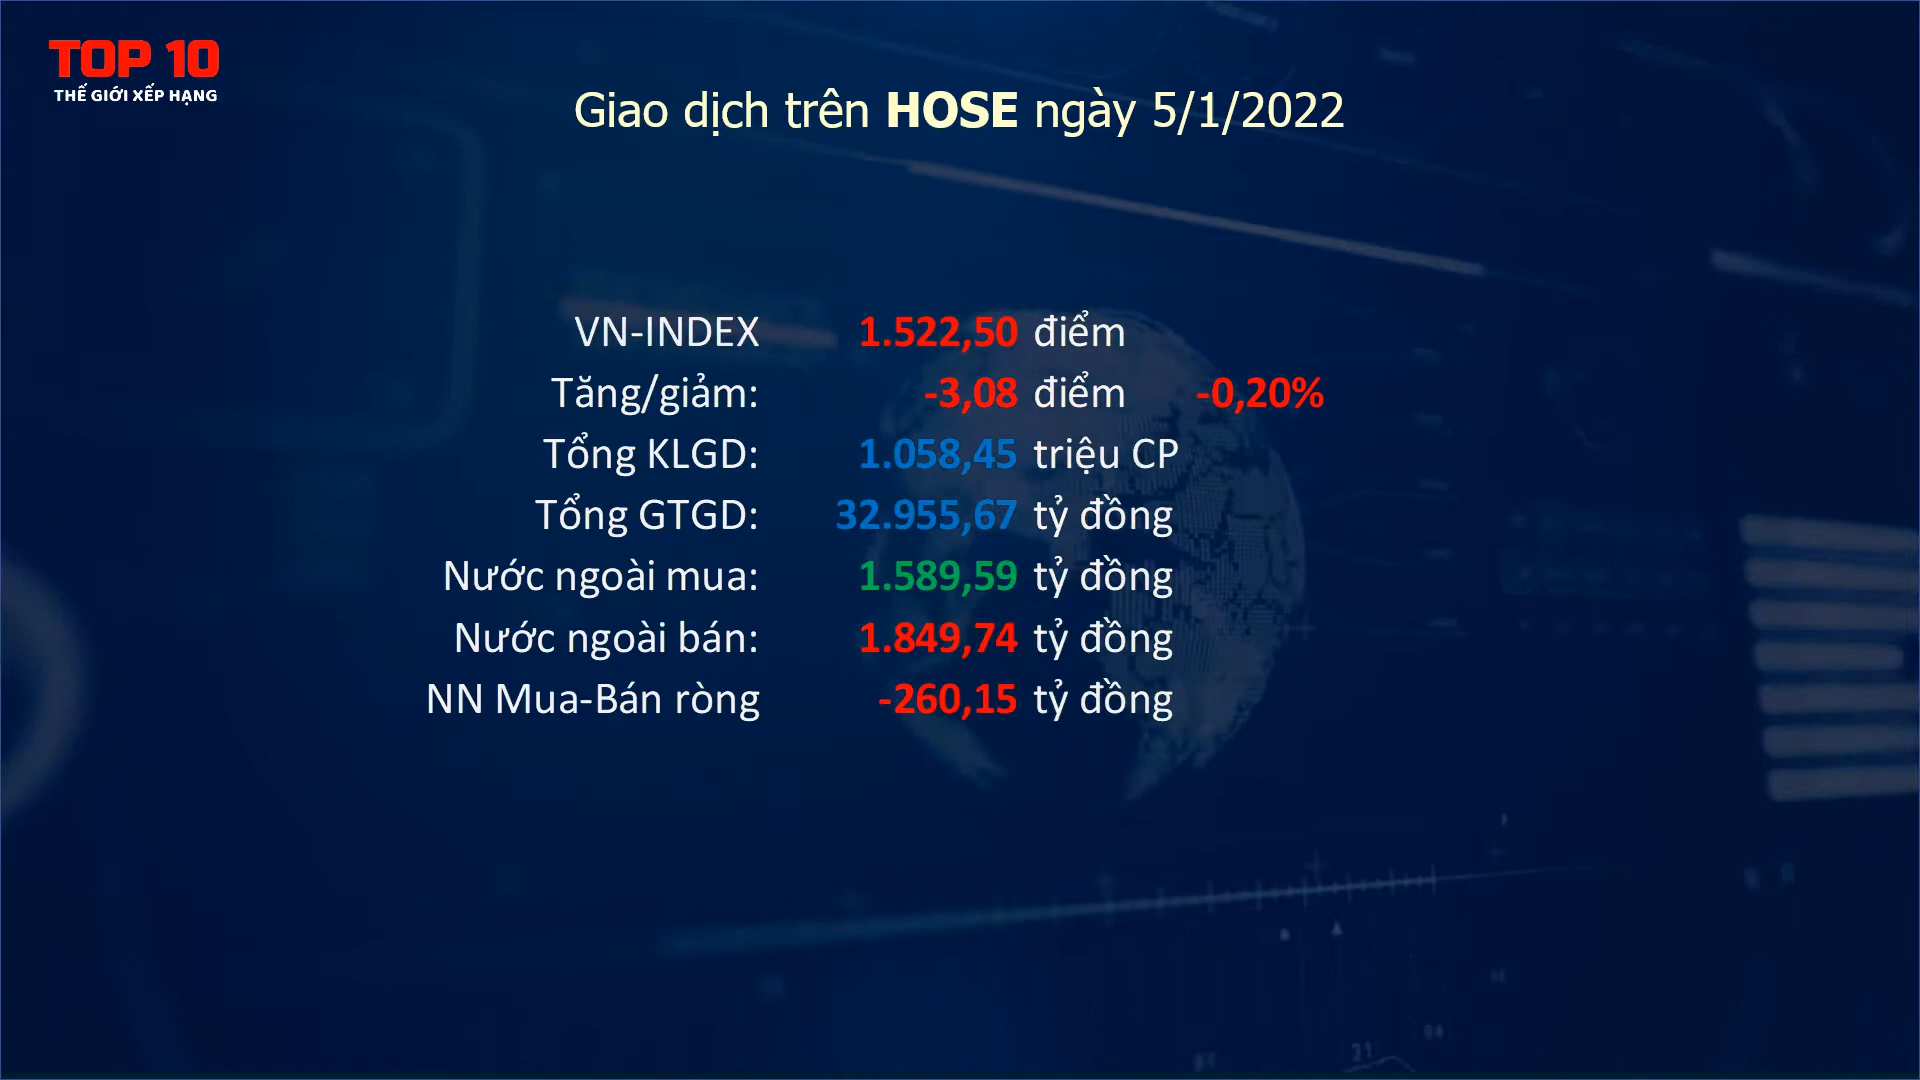 TOP 10
THẾ GIỚI XẾP HẠNG
Giao dịch trên HOSE ngày 5/1/2022
VN-INDEX 1.522,50 điểm
Tăng/giảm: -3,08 điểm -0,20%
Tổng KLGD: 1.058,45 triệu CP
Tổng GTGD: 32.955,67 tỷ đồng
Nước ngoài mua: 1.589,59 tỷ đồng
Nước ngoài bán: 1.849,74 tỷ đồng
NN Mua-Bán ròng -260,15 tỷ đồng